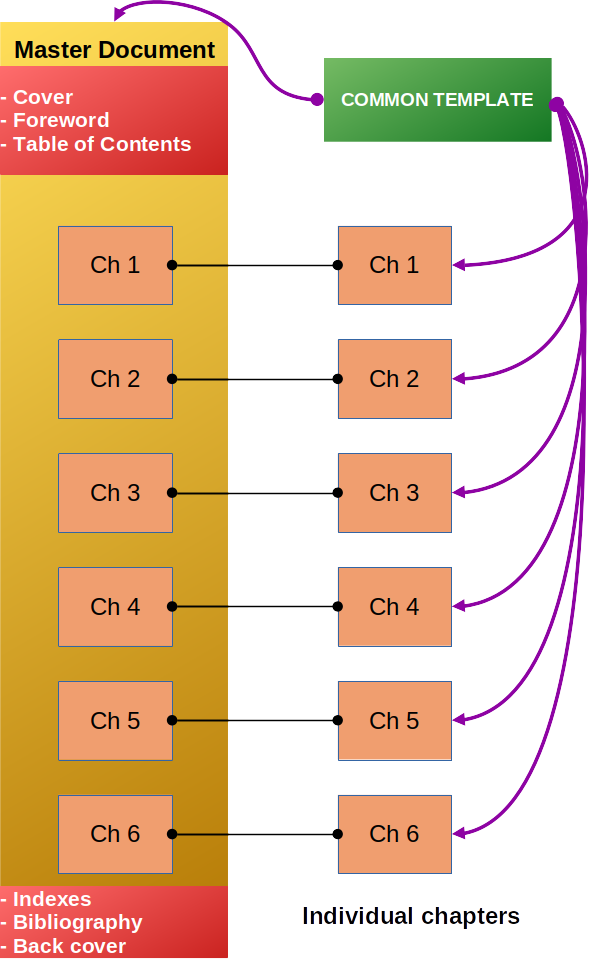 Master Document
- Cover
- Foreword
- Table of Contents
COMMON TEMPLATE
Ch 1
Ch 1
Ch 2
Ch 2
Ch 3
Ch 3
Ch 4
Ch 4
Ch 5
Ch 5
Ch 6
Ch 6
- Indexes
- Bibliography
- Back cover
Individual chapters